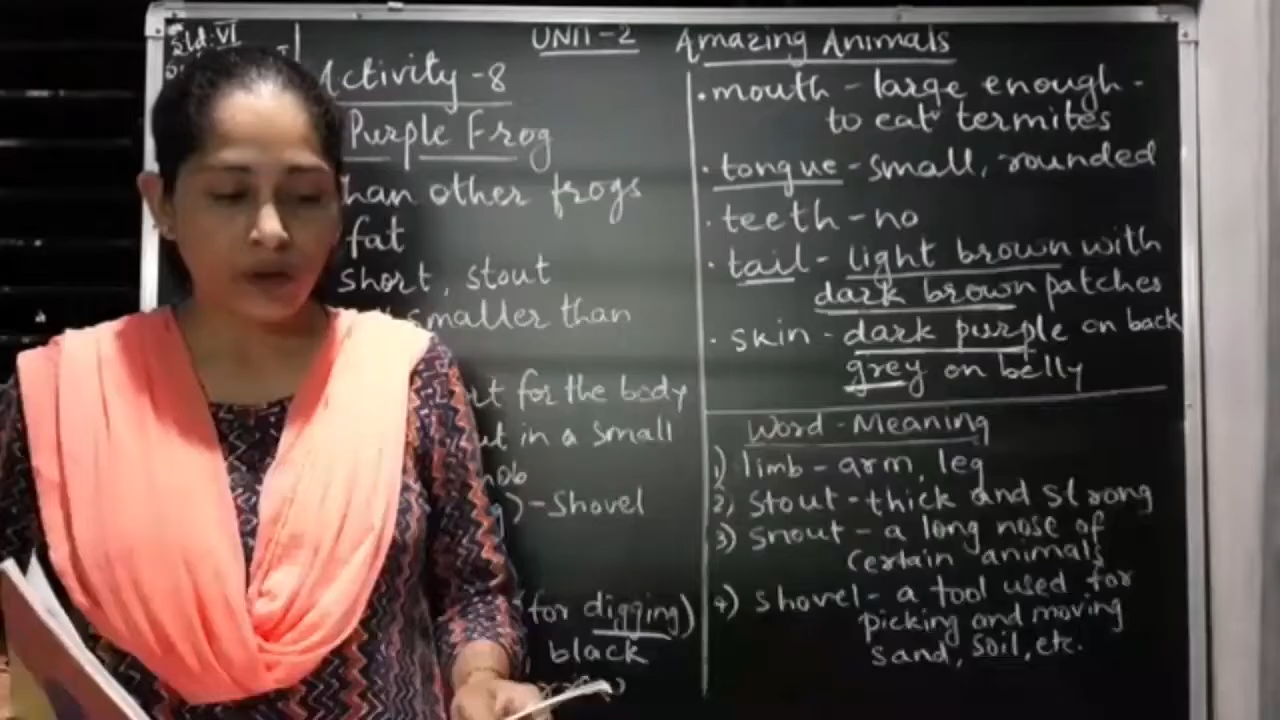 Std: VI
UNIT-2 Amazing Animals
Activity-8
Purple Frog
than other frogs
fat
short, stout
smaller than
for the body
in a small
)-Shovel
(for digging)
black
• mouth - large enough -
to eat termites
• tongue - small, rounded
• teeth - no
• tail - light brown with
dark brown patches
• skin - dark purple on back
grey on belly
Word-Meaning
1) limb - arm, leg
2) stout - thick and strong
3) snout - a long nose of
certain animals
4) shovel - a tool used for
picking and moving
sand, soil, etc.